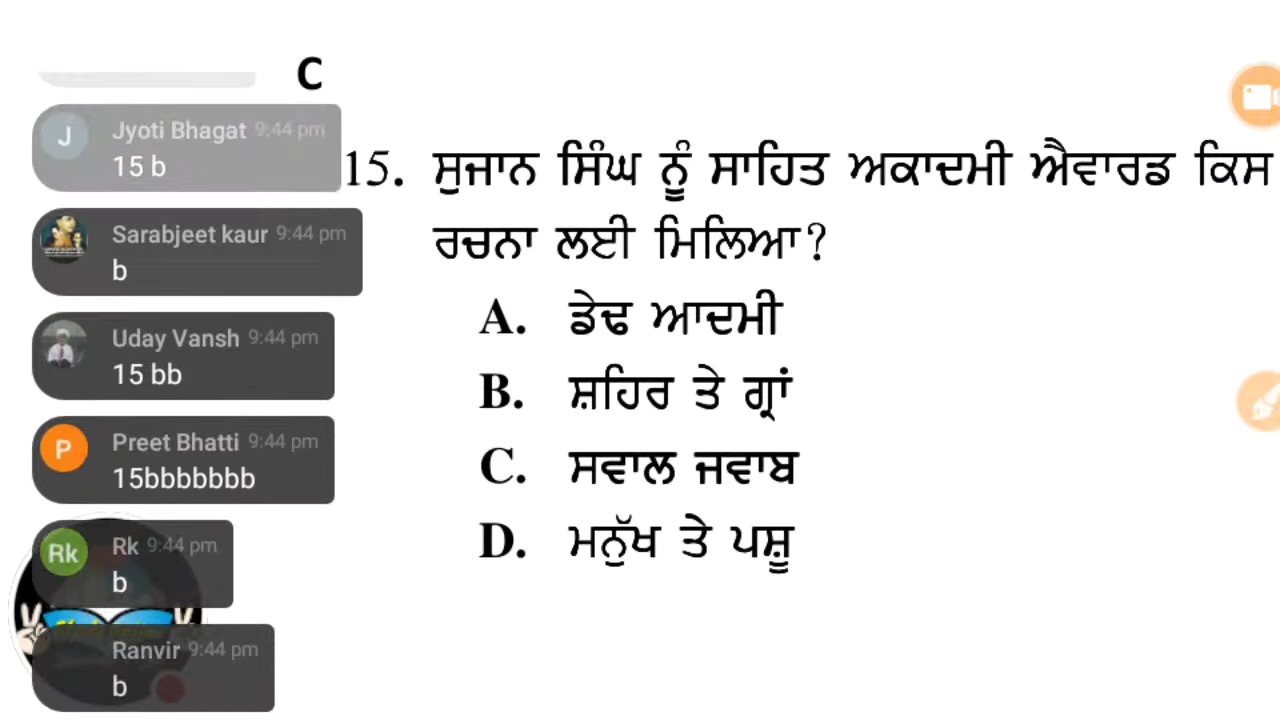 C
Jyoti Bhagat 9:44 pm
15 b
Sarabjeet kaur 9:44 pm
b
Uday Vansh 9:44 pm
15 bb
Preet Bhatti 9:44 pm
15bbbbbbb
Rk Rk 9:44 pm
b
Ranvir 9:44 pm
b
15. ਸੁਜਾਨ ਸਿੰਘ ਨੂੰ ਸਾਹਿਤ ਅਕਾਦਮੀ ਐਵਾਰਡ ਕਿਸ
ਰਚਨਾ ਲਈ ਮਿਲਿਆ?
A. ਡੇਢ ਆਦਮੀ
B. ਸ਼ਹਿਰ ਤੇ ਗ੍ਰਾਂ
C. ਸਵਾਲ ਜਵਾਬ
D. ਮਨੁੱਖ ਤੇ ਪਸ਼ੂ